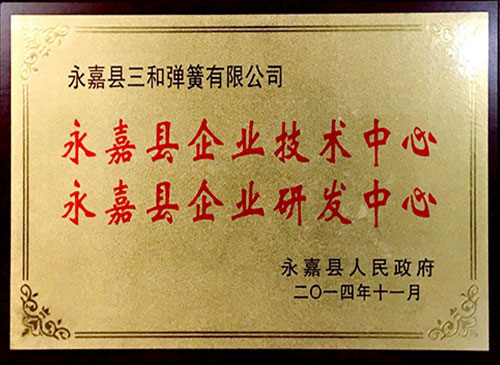 永嘉县三和弹簧有限公司
永嘉县企业技术中心
永嘉县企业研发中心
永嘉县人民政府
二〇一四年十一月